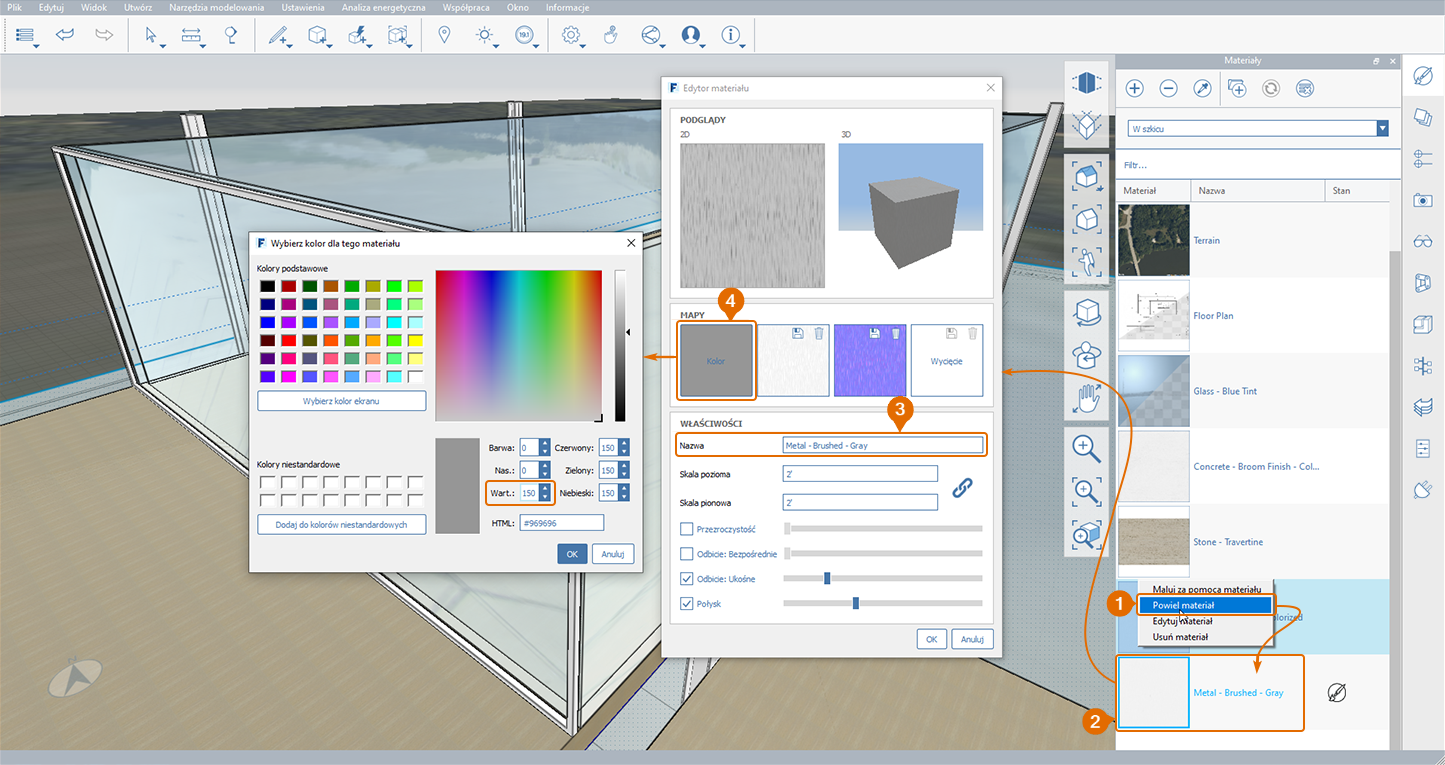 Plik Edytuj Widok Utwórz Narzędzia modelowania Ustawienia Analiza energetyczna Współpraca Okno Informacje
19:1
Materiały
W szkicu
Filtr...
Materiał Nazwa Stan
Terrain
Floor Plan
Glass - Blue Tint
Concrete - Broom Finish - Col...
Stone - Travertine
Maluj za pomocą materiału
1
Powiel materiał
Edytuj materiał
Usuń materiał
olorized
Metal - Brushed - Gray
2
F Edytor materiału
PODGLĄDY
2D 3D
4
MAPY
Kolor
Wycięcie
3
WŁAŚCIWOŚCI
Nazwa Metal - Brushed - Gray
Skala pozioma 2'
Skala pionowa 2'
Przezroczystość
Odbicie: Bezpośrednie
Odbicie: Ukośne
Połysk
OK Anuluj
F Wybierz kolor dla tego materiału
Kolory podstawowe
Wybierz kolor ekranu
Kolory niestandardowe
Dodaj do kolorów niestandardowych
Barwa: 0 Czerwony: 150
Nas.: 0 Zielony: 150
Wart.: 150 Niebieski: 150
HTML: #969696
OK Anuluj